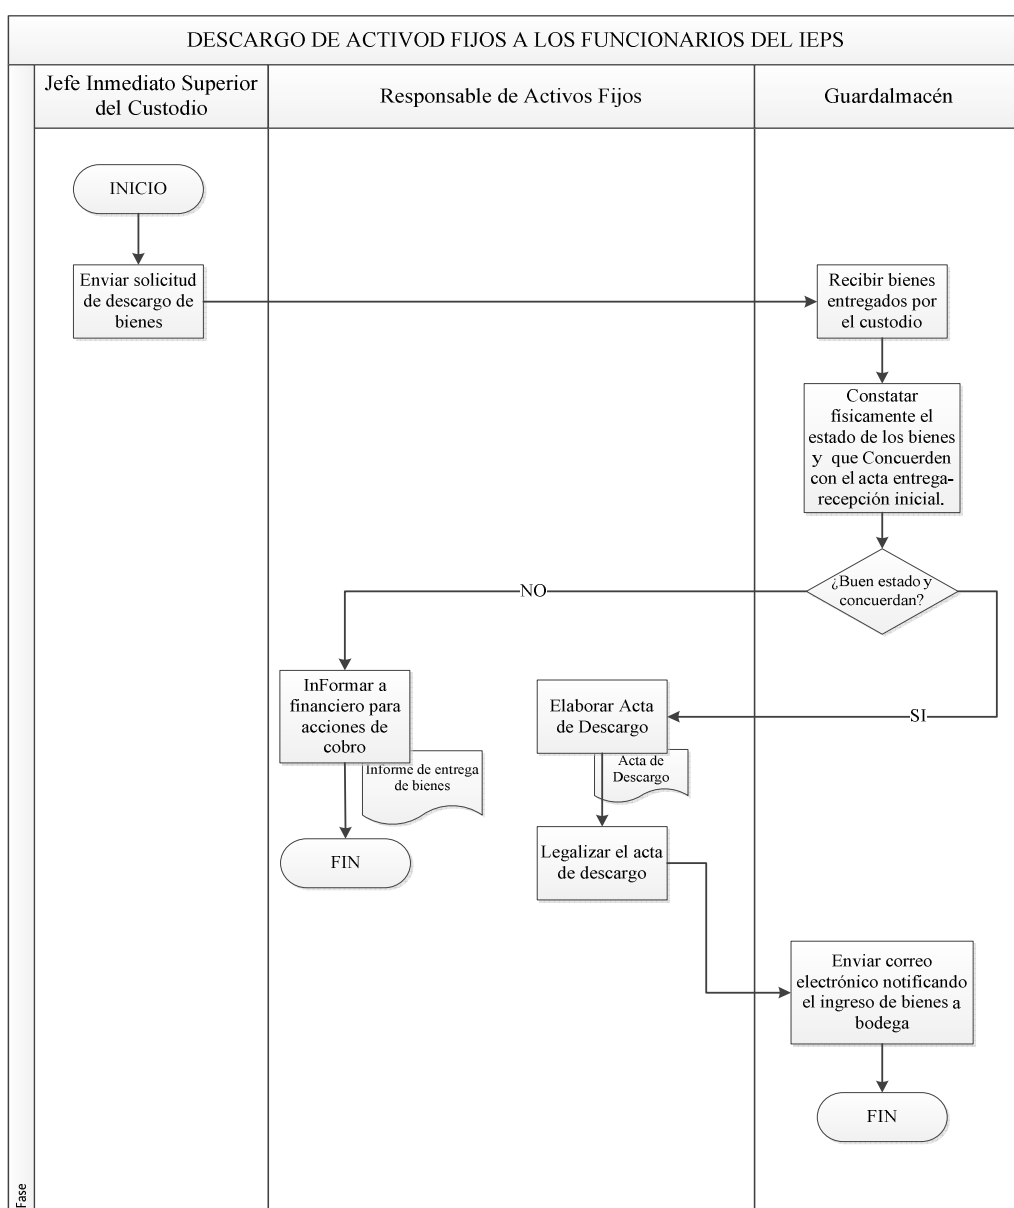 DESCARGO DE ACTIVOD FIJOS A LOS FUNCIONARIOS DEL IEPS
Jefe Inmediato Superior
del Custodio
Responsable de Activos Fijos
Guardalmacén
INICIO
Enviar solicitud
de descargo de
bienes
Recibir bienes
entregados por
el custodio
Constatar
físicamente el
estado de los bienes
y que Concuerden
con el acta entrega-
recepción inicial.
¿Buen estado y
concuerdan?
NO
SI
InFormar a
financiero para
acciones de
cobro
Informe de entrega
de bienes
FIN
Elaborar Acta
de Descargo
Acta de
Descargo
Legalizar el acta
de descargo
Enviar correo
electrónico notificando
el ingreso de bienes a
bodega
FIN
Fase